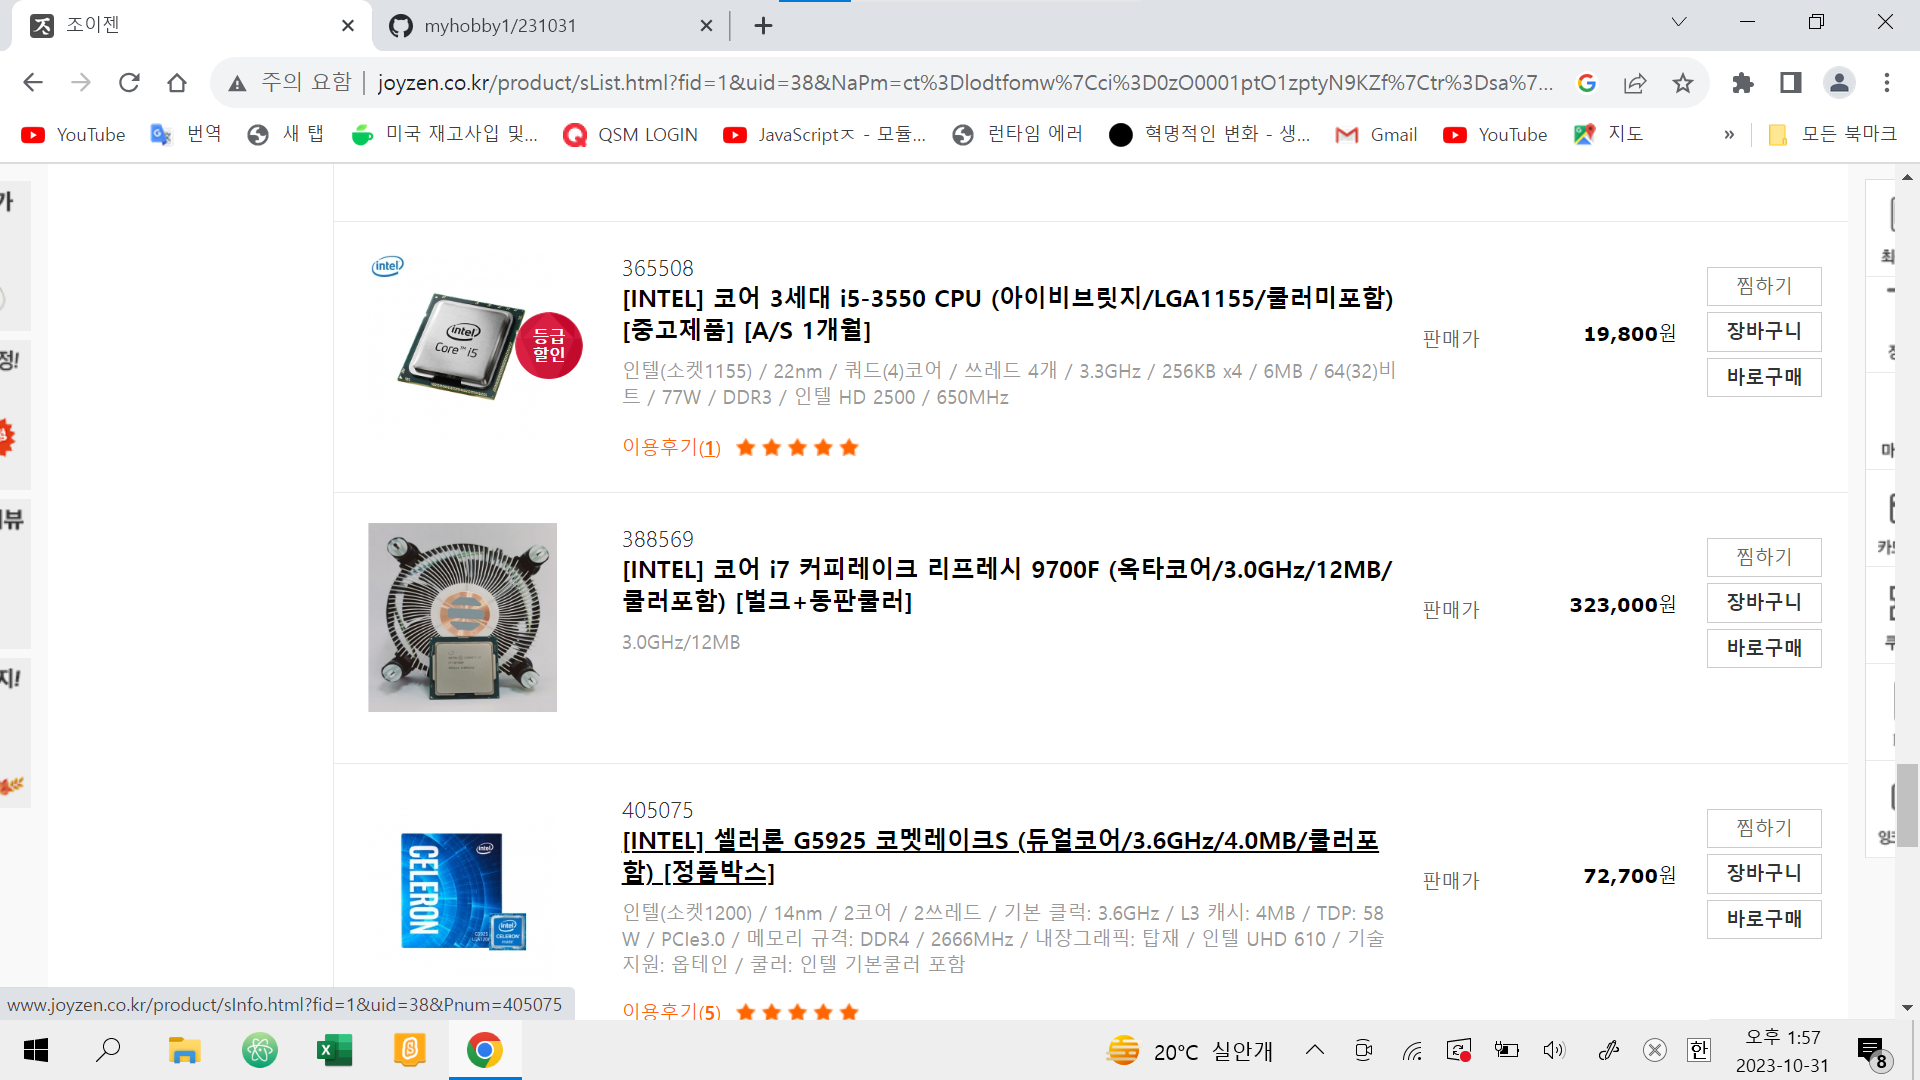 조이젠
myhobby1/231031
주의 요함
joyzen.co.kr/product/sList.html?fid=1&uid=38&NaPm=ct%3Dlodtfomw%7Cci%3D0zO0001ptO1zptyN9KZf%7Ctr%3Dsa%7...
YouTube
번역
새 탭
미국 재고사입 및...
QSM LOGIN
JavaScriptㅈ - 모듈...
런타임 에러
혁명적인 변화 - 생...
Gmail
YouTube
지도
»
모든 북마크
가
정!
뷰
지!
intel
intel
Core™ i5
등급
할인
365508
[INTEL] 코어 3세대 i5-3550 CPU (아이비브릿지/LGA1155/쿨러미포함)
[중고제품] [A/S 1개월]
인텔(소켓1155) / 22nm / 쿼드(4)코어 / 쓰레드 4개 / 3.3GHz / 256KB x4 / 6MB / 64(32)비
트 / 77W / DDR3 / 인텔 HD 2500 / 650MHz
이용후기(1)
판매가
19,800원
찜하기
장바구니
바로구매
388569
[INTEL] 코어 i7 커피레이크 리프레시 9700F (옥타코어/3.0GHz/12MB/
쿨러포함) [벌크+동판쿨러]
3.0GHz/12MB
판매가
323,000원
찜하기
장바구니
바로구매
CELERON
intel
intel
CELERON
405075
[INTEL] 셀러론 G5925 코멧레이크S (듀얼코어/3.6GHz/4.0MB/쿨러포
함) [정품박스]
인텔(소켓1200) / 14nm / 2코어 / 2쓰레드 / 기본 클럭: 3.6GHz / L3 캐시: 4MB / TDP: 58
W / PCIe3.0 / 메모리 규격: DDR4 / 2666MHz / 내장그래픽: 탑재 / 인텔 UHD 610 / 기술
지원: 옵테인 / 쿨러: 인텔 기본쿨러 포함
이용후기(5)
판매가
72,700원
찜하기
장바구니
바로구매
최
마
카
www.joyzen.co.kr/product/sInfo.html?fid=1&uid=38&Pnum=405075
20°C 실안개
한
오후 1:57
2023-10-31
8